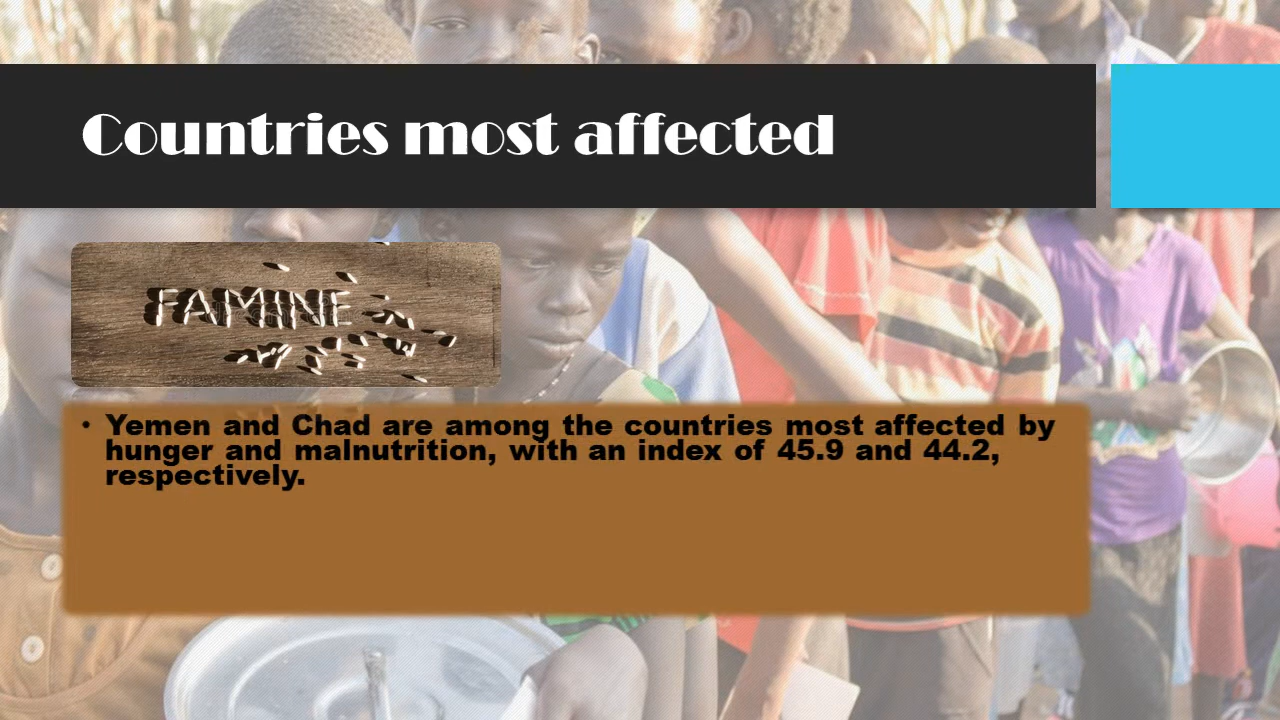 Countries most affected
FAMINE
• Yemen and Chad are among the countries most affected by
hunger and malnutrition, with an index of 45.9 and 44.2,
respectively.